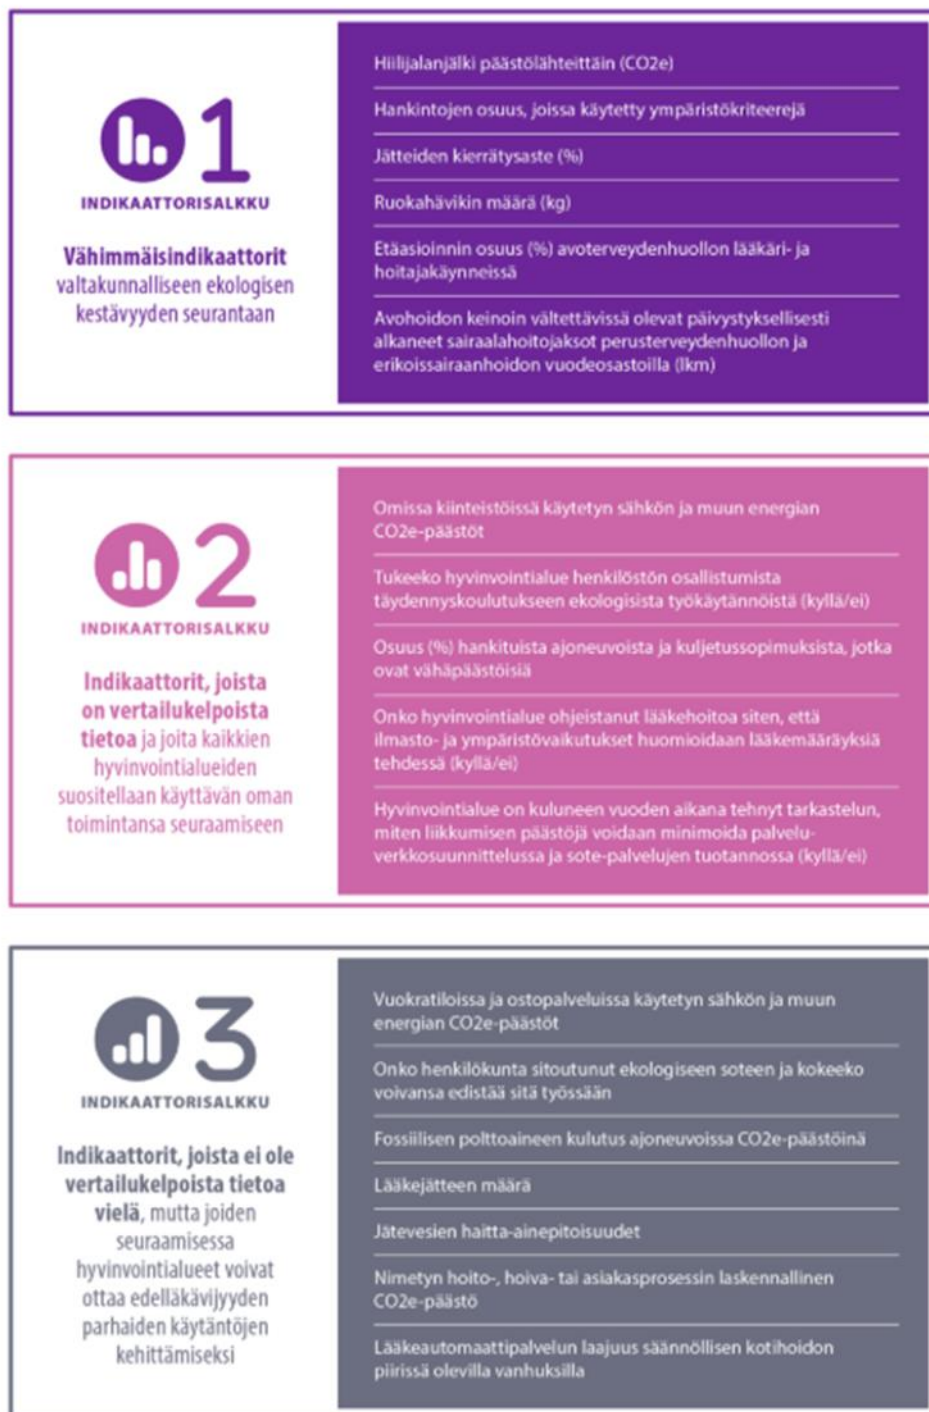 1
INDIKAATTORISALKKU
Vähimmäisindikaattorit
valtakunnalliseen ekologisen
kestävyyden seurantaan
Hiilijalanjälki päästölähteittäin (CO2e)
Hankintojen osuus, joissa käytetty ympäristökriteerejä
Jätteiden kierrätysaste (%)
Ruokahävikin määrä (kg)
Etäasioinnin osuus (%) avoterveydenhuollon lääkäri- ja
hoitajakäynneissä
Avohoidon keinoin vältettävissä olevat päivystyksellisesti
alkaneet sairaalahoitojaksot perusterveydenhuollon ja
erikoissairaanhoidon vuodeosastoilla (lkm)
2
INDIKAATTORISALKKU
Indikaattorit, joista
on vertailukelpoista
tietoa ja joita kaikkien
hyvinvointialueiden
suositellaan käyttävän oman
toimintansa seuraamiseen
Omissa kiinteistöissä käytetyn sähkön ja muun energian
CO2e-päästöt
Tukeeko hyvinvointialue henkilöstön osallistumista
täydennyskoulutukseen ekologisista työkäytännöistä (kyllä/ei)
Osuus (%) hankituista ajoneuvoista ja kuljetussopimuksista, jotka
ovat vähäpäästöisiä
Onko hyvinvointialue ohjeistanut lääkehoitoa siten, että
ilmasto- ja ympäristövaikutukset huomioidaan lääkemääräyksiä
tehdessä (kyllä/ei)
Hyvinvointialue on kuluneen vuoden aikana tehnyt tarkastelun,
miten liikkumisen päästöjä voidaan minimoida palvelu-
verkkosuunnittelussa ja sote-palvelujen tuotannossa (kyllä/ei)
3
INDIKAATTORISALKKU
Indikaattorit, joista ei ole
vertailukelpoista tietoa
vielä, mutta joiden
seuraamisessa
hyvinvointialueet voivat
ottaa edelläkävijyyden
parhaiden käytäntöjen
kehittämiseksi
Vuokratiloissa ja ostopalveluissa käytetyn sähkön ja muun
energian CO2e-päästöt
Onko henkilökunta sitoutunut ekologiseen soteen ja kokeeko
voivansa edistää sitä työssään
Fossiilisen polttoaineen kulutus ajoneuvoissa CO2e-päästöinä
Lääkejätteen määrä
Jätevesien haitta-ainepitoisuudet
Nimetyn hoito-, hoiva- tai asiakasprosessin laskennallinen
CO2e-päästö
Lääkeautomaattipalvelun laajuus säännöllisen kotihoidon
piirissä olevilla vanhuksilla